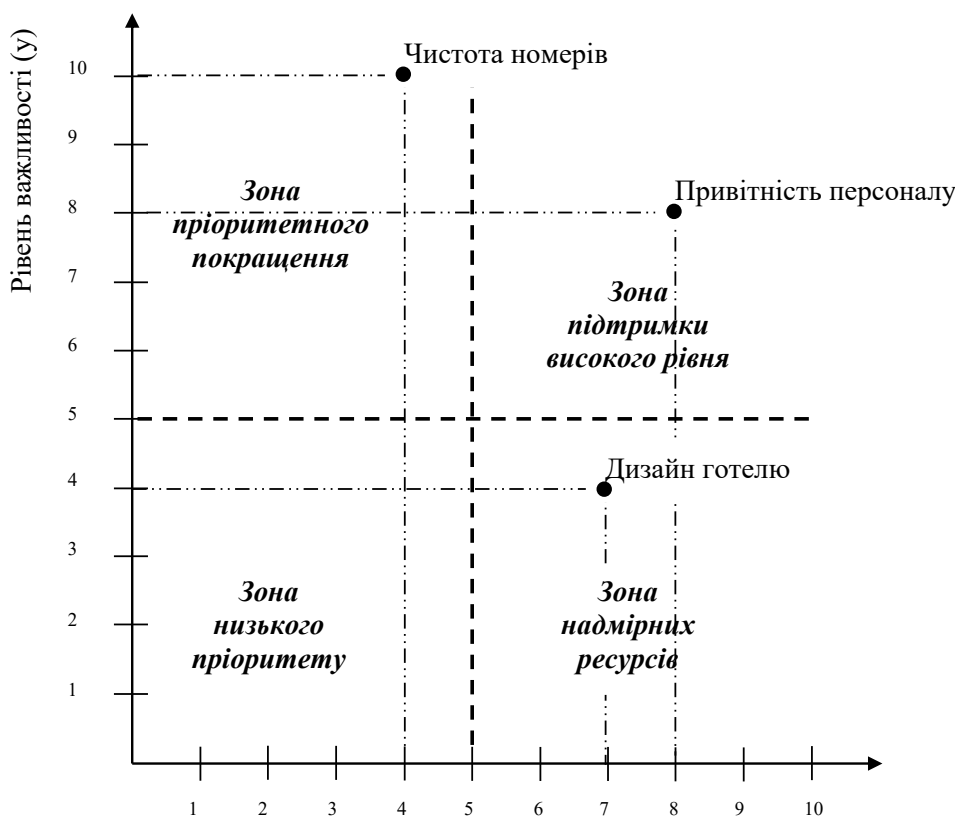 Рівень важливості (у)
10
Чистота номерів
9
Зона
пріоритетного
покращення
8
Привітність персоналу
7
Зона
підтримки
високого рівня
6
5
Дизайн готелю
4
3
Зона
низького
пріоритету
Зона
надмірних
ресурсів
2
1
1 2 3 4 5 6 7 8 9 10